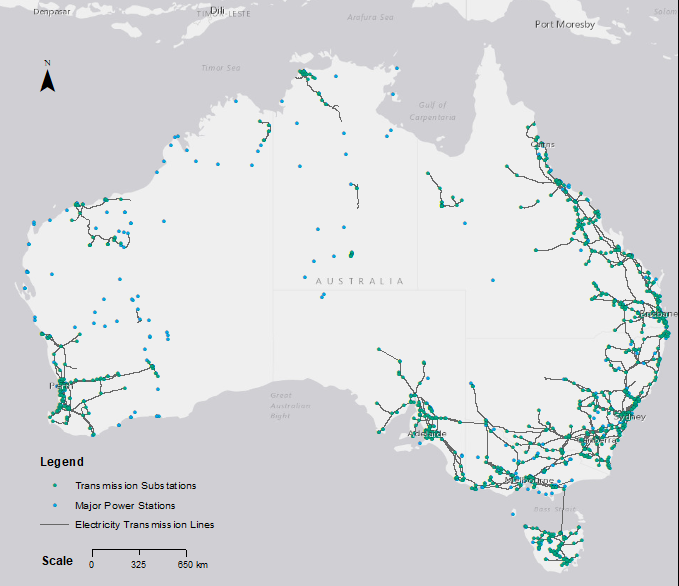 Denpasar
Dili
TIMOR-LESTE
Arafura Sea
Port Moresby
Timor Sea
N
Gulf of
Carpentaria
Cairns
AUSTRALIA
Brisbane
Great
Australian
Bight
Perth
Sydney
Canberra
Adelaide
Melbourne
Bass Strait
Legend
Transmission Substations
Major Power Stations
Electricity Transmission Lines
Scale
0 325 650 km